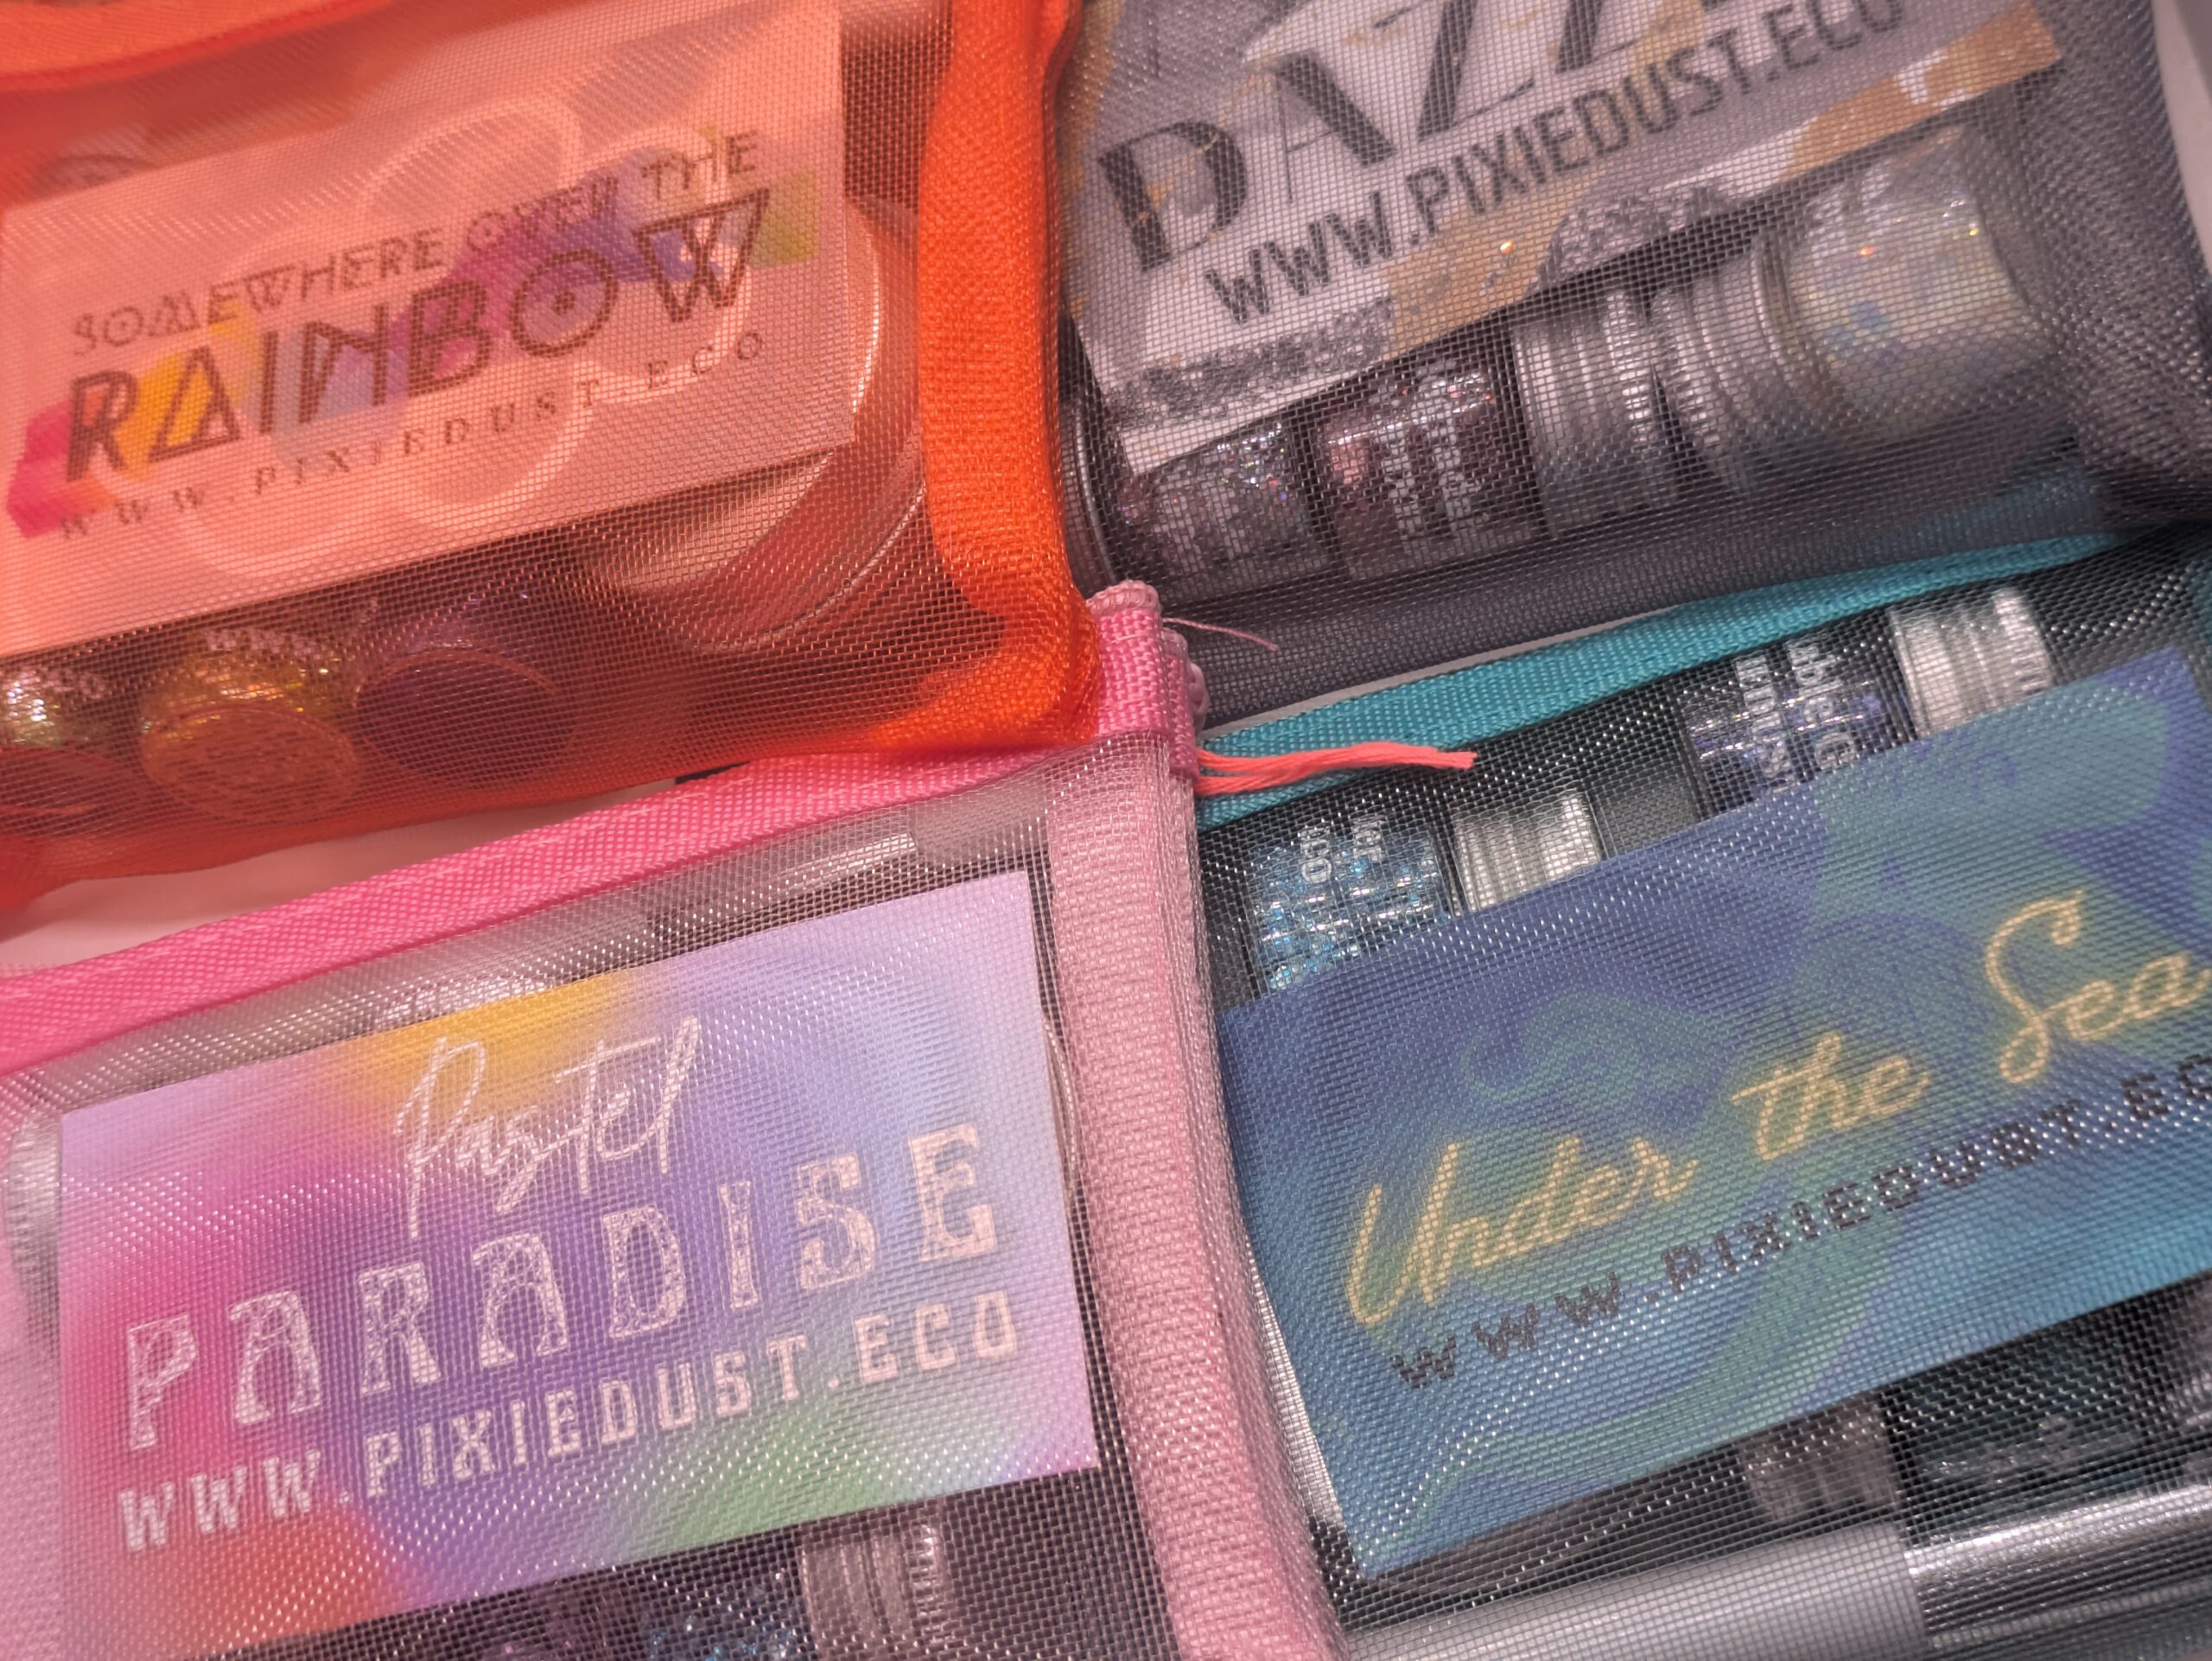 SOMEWHERE OVER THE
RAINBOW
WWW.PIXIEDUST.ECO
WWW.PIXIEDUST.ECO
Pastel
PARADISE
WWW.PIXIEDUST.ECO
Under the Sea
WWW.PIXIEDUST.EC